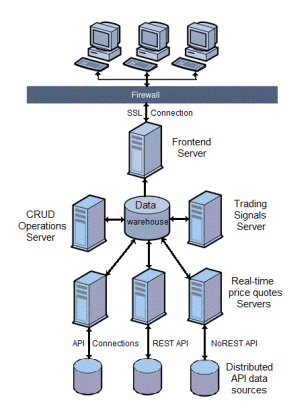 Firewall
SSL Connection
Frontend
Server
Data
warehouse
CRUD
Operations
Server
Trading
Signals
Server
Real-time
price quotes
Servers
API Connections REST API NoREST API
Distributed
API data
sources